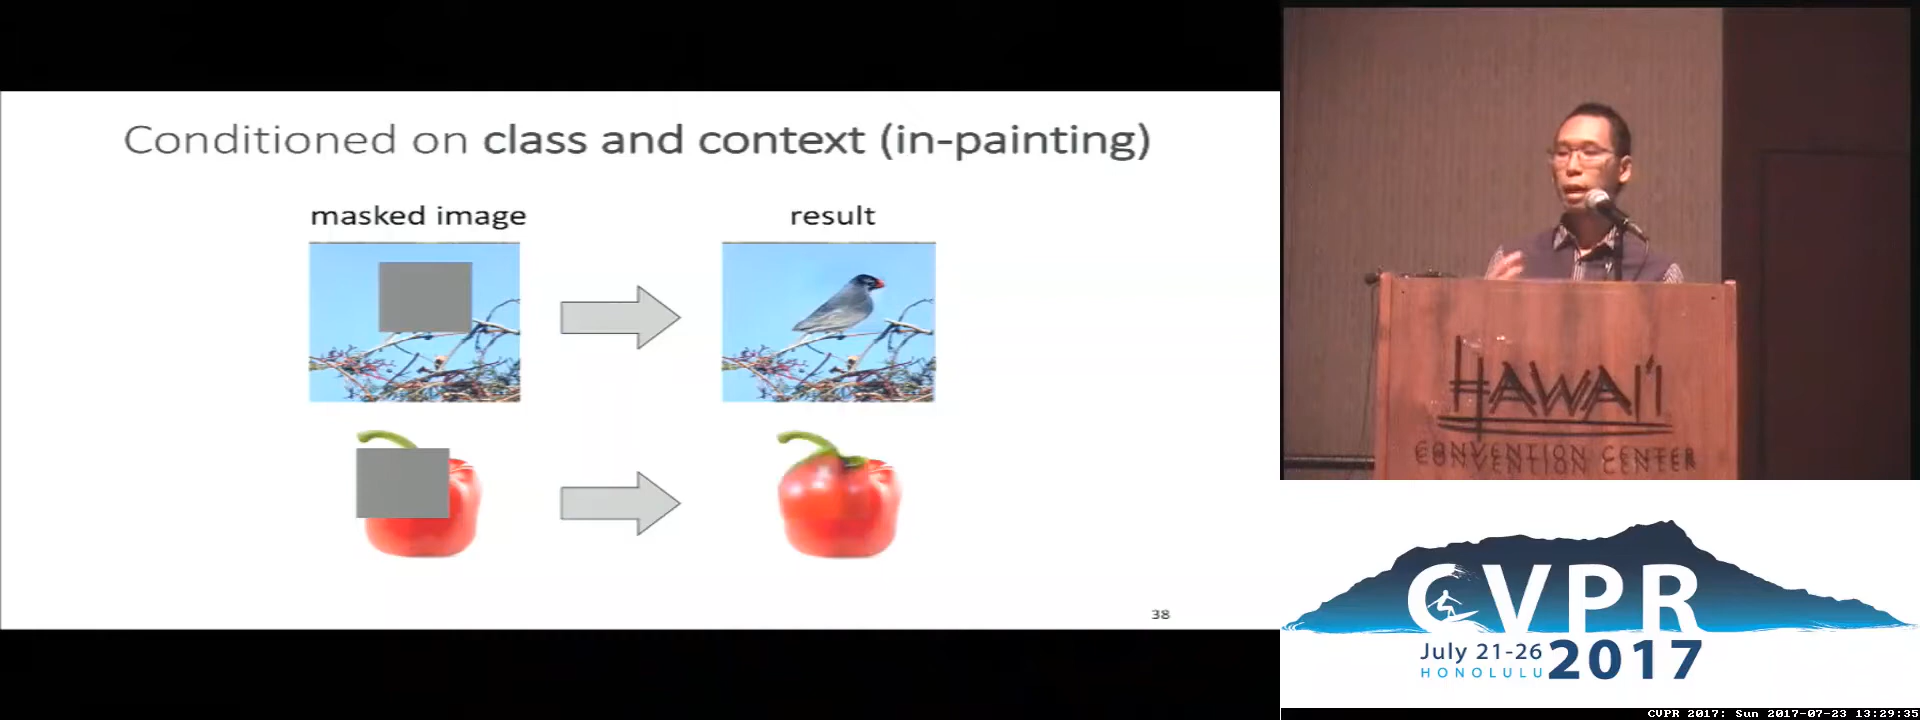 Conditioned on class and context (in-painting)
masked image
result
38
HAWAI'I
CONVENTION CENTER
CVPR
July 21-26
HONOLULU
2017
CVPR 2017: Sun 2017-07-23 13:29:35